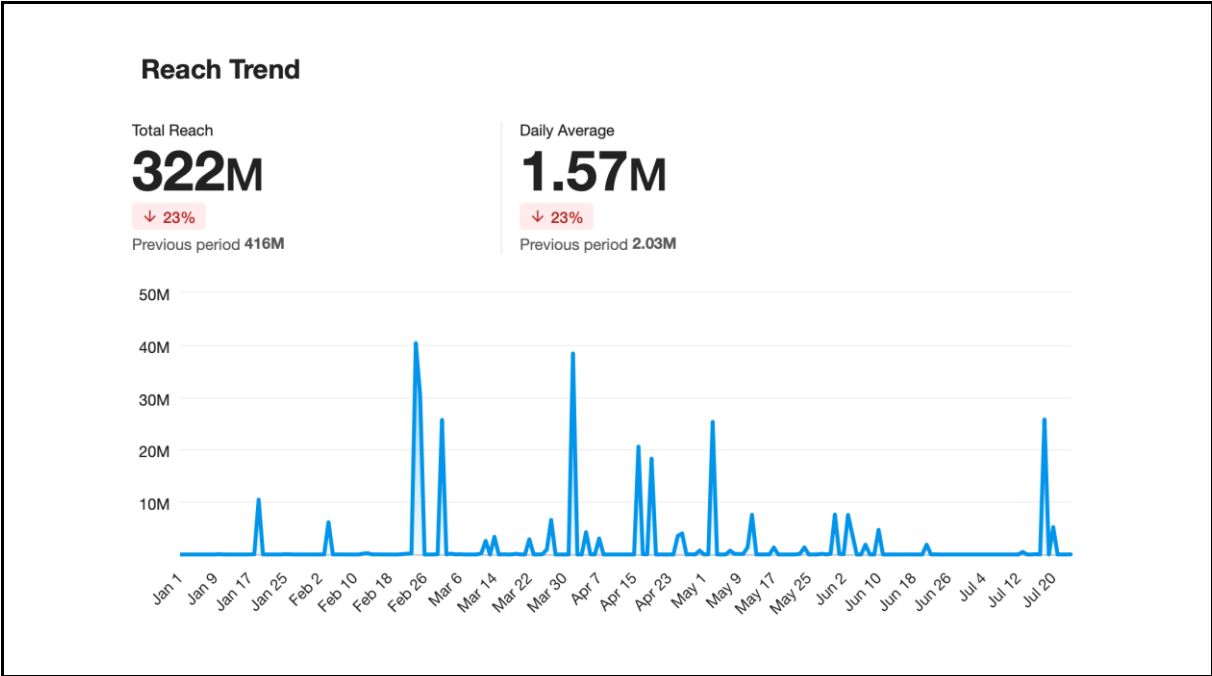 Reach Trend
Total Reach
322M
↓ 23%
Previous period 416M
Daily Average
1.57M
↓ 23%
Previous period 2.03M
50M
40M
30M
20M
10M
Jan 1
Jan 9
Jan 17
Jan 25
Feb 2
Feb 10
Feb 18
Feb 26
Mar 6
Mar 14
Mar 22
Mar 30
Apr 7
Apr 15
Apr 23
May 1
May 9
May 17
May 25
Jun 2
Jun 10
Jun 18
Jun 26
Jul 4
Jul 12
Jul 20